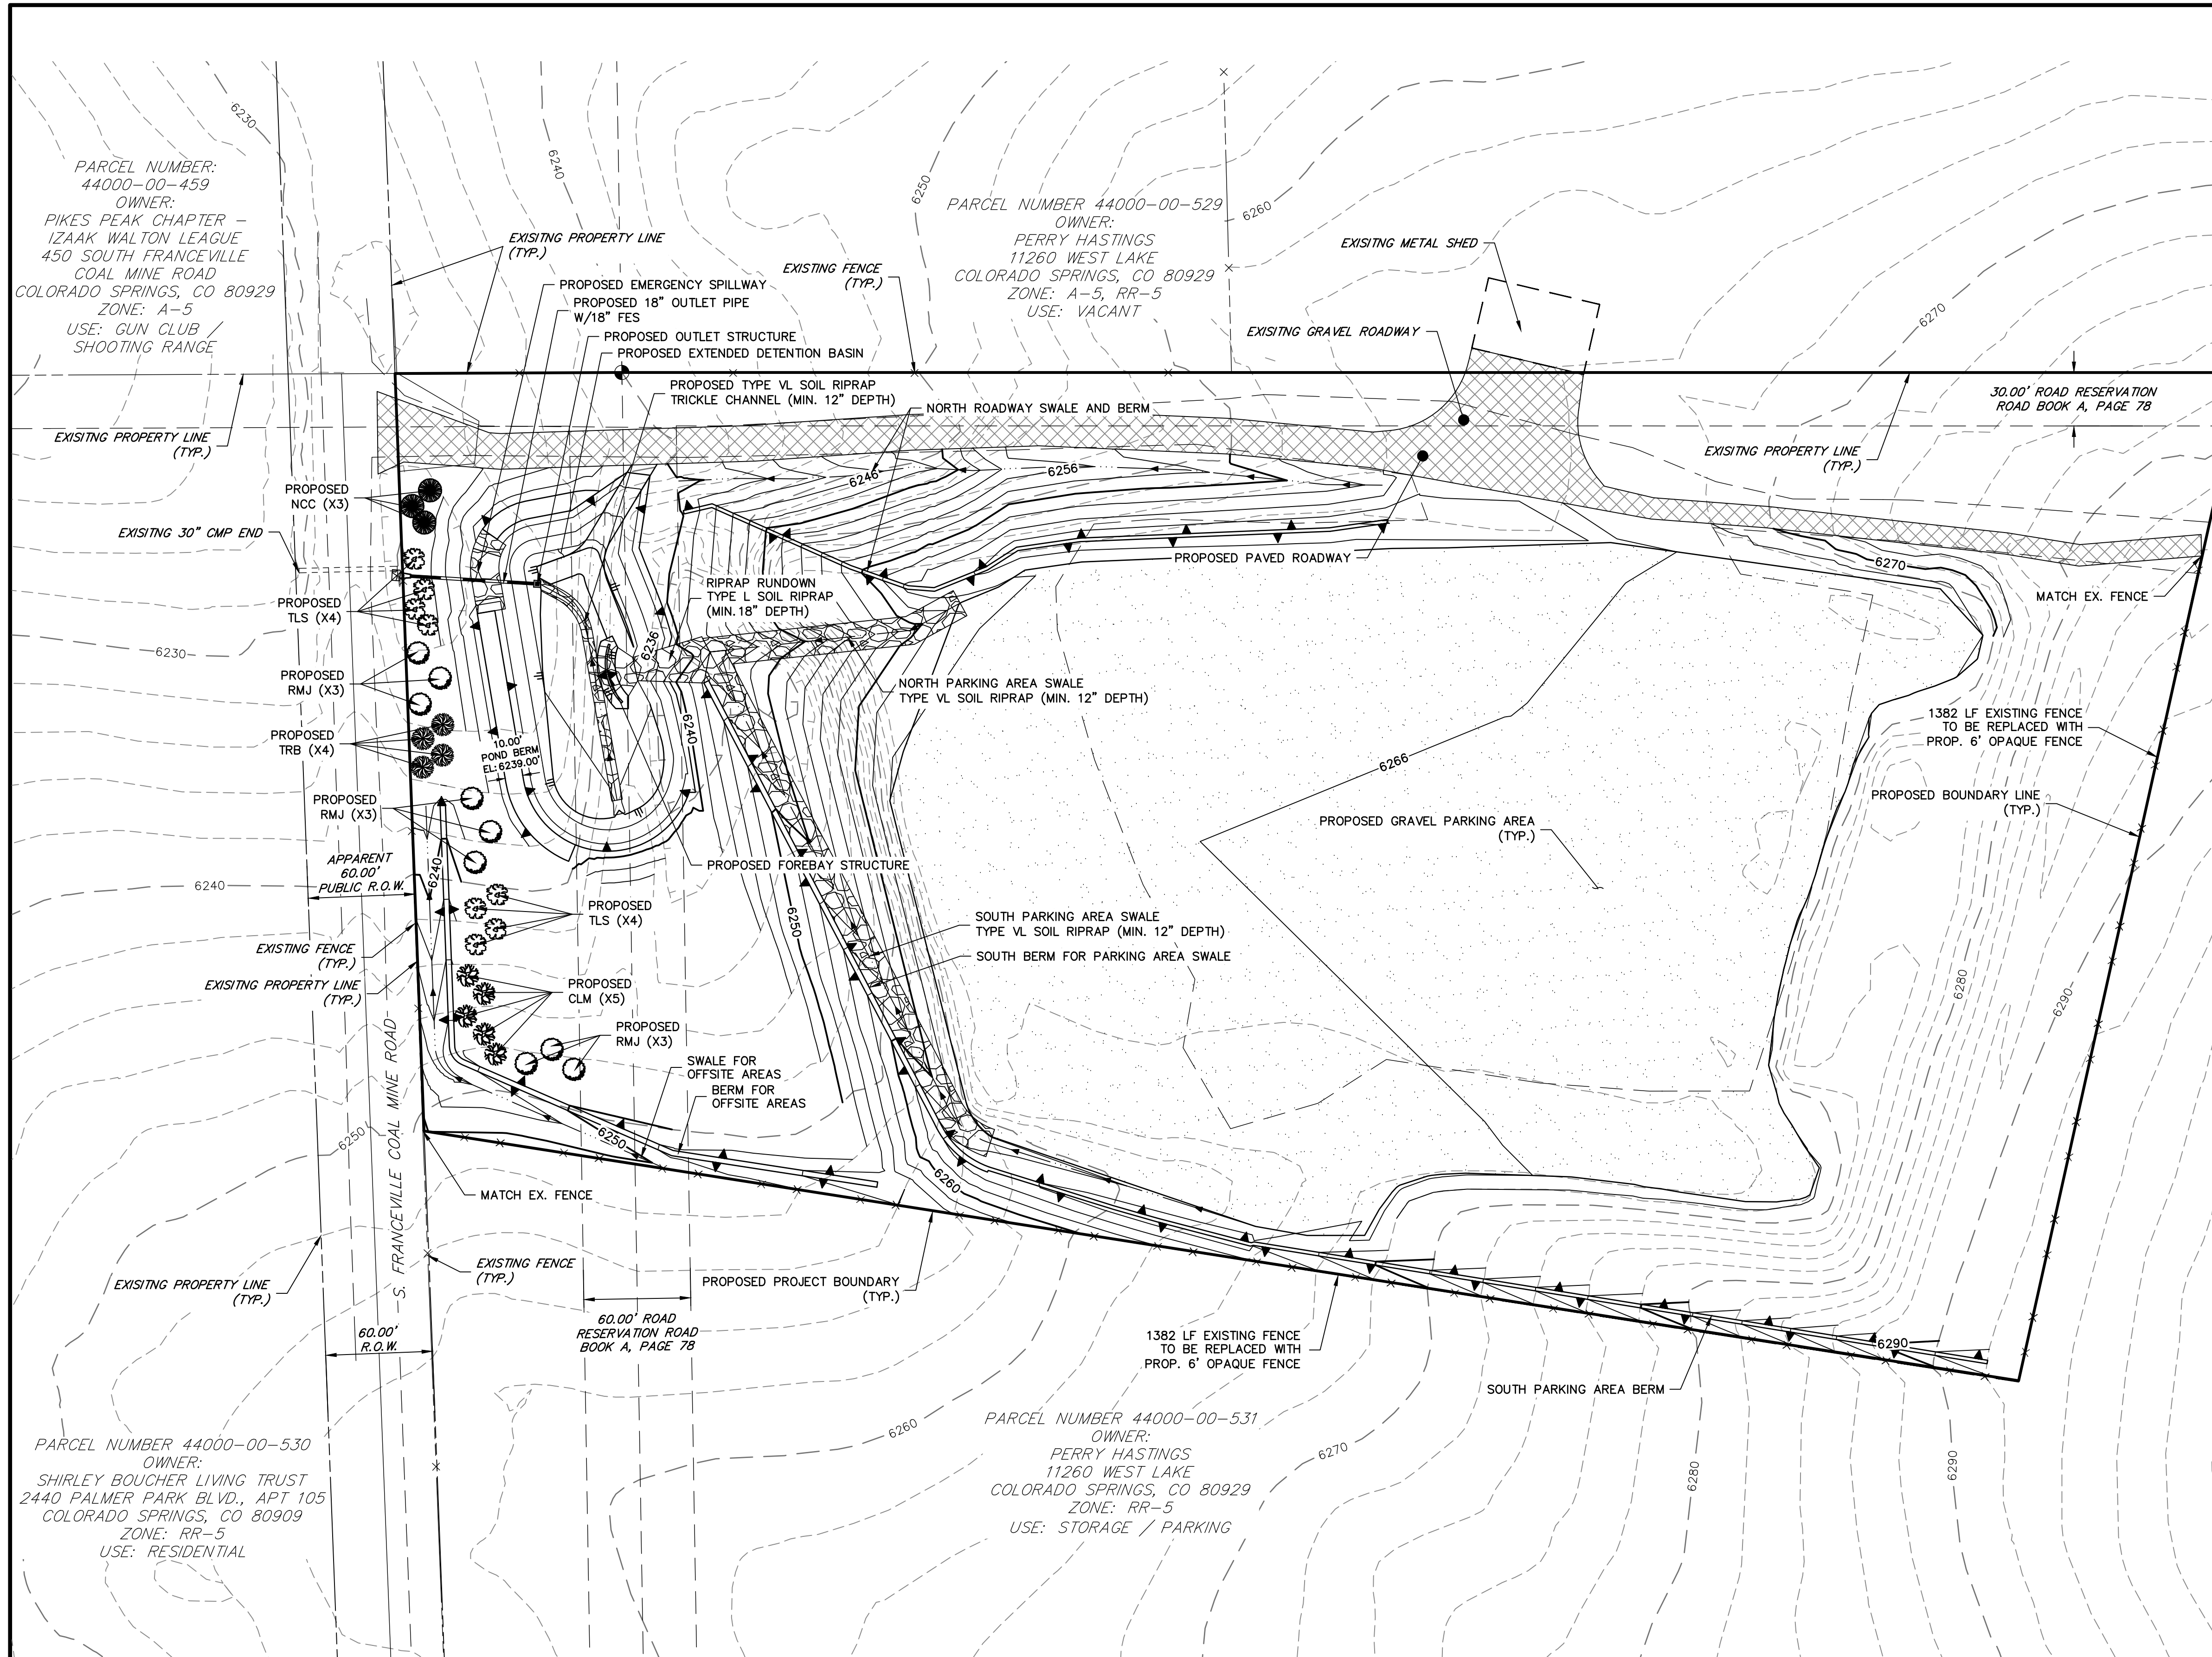 6230
6240
6250
6260
6270
PARCEL NUMBER:
44000-00-459
OWNER:
PIKES PEAK CHAPTER -
IZAAK WALTON LEAGUE
450 SOUTH FRANCEVILLE
COAL MINE ROAD
COLORADO SPRINGS, CO 80929
ZONE: A-5
USE: GUN CLUB /
SHOOTING RANGE
PARCEL NUMBER 44000-00-529
OWNER:
PERRY HASTINGS
11260 WEST LAKE
COLORADO SPRINGS, CO 80929
ZONE: A-5, RR-5
USE: VACANT
EXISITNG PROPERTY LINE
(TYP.)
EXISTING FENCE
(TYP.)
EXISITNG METAL SHED
EXISITNG GRAVEL ROADWAY
PROPOSED EMERGENCY SPILLWAY
PROPOSED 18" OUTLET PIPE
W/18" FES
PROPOSED OUTLET STRUCTURE
PROPOSED EXTENDED DETENTION BASIN
PROPOSED TYPE VL SOIL RIPRAP
TRICKLE CHANNEL (MIN. 12" DEPTH)
NORTH ROADWAY SWALE AND BERM
30.00' ROAD RESERVATION
ROAD BOOK A, PAGE 78
EXISITNG PROPERTY LINE
(TYP.)
EXISITNG PROPERTY LINE
(TYP.)
6246
6256
PROPOSED
NCC (X3)
EXISITNG 30" CMP END
PROPOSED PAVED ROADWAY
6270
RIPRAP RUNDOWN
TYPE L SOIL RIPRAP
(MIN.18" DEPTH)
MATCH EX. FENCE
PROPOSED
TLS (X4)
6236
6230
PROPOSED
RMJ (X3)
NORTH PARKING AREA SWALE
TYPE VL SOIL RIPRAP (MIN. 12" DEPTH)
6240
1382 LF EXISTING FENCE
TO BE REPLACED WITH
PROP. 6' OPAQUE FENCE
PROPOSED
TRB (X4)
10.00'
POND BERM
EL: 6239.00'
6266
PROPOSED BOUNDARY LINE
(TYP.)
PROPOSED
RMJ (X3)
PROPOSED GRAVEL PARKING AREA
(TYP.)
APPARENT
60.00'
PUBLIC R.O.W.
6240
6240
PROPOSED FOREBAY STRUCTURE
PROPOSED
TLS (X4)
6250
SOUTH PARKING AREA SWALE
TYPE VL SOIL RIPRAP (MIN. 12" DEPTH)
SOUTH BERM FOR PARKING AREA SWALE
EXISTING FENCE
(TYP.)
EXISITNG PROPERTY LINE
(TYP.)
PROPOSED
CLM (X5)
6280
6290
PROPOSED
RMJ (X3)
SWALE FOR
OFFSITE AREAS
BERM FOR
OFFSITE AREAS
6250
6250
6260
S. FRANCEVILLE COAL MINE ROAD
MATCH EX. FENCE
EXISTING FENCE
(TYP.)
EXISITNG PROPERTY LINE
(TYP.)
PROPOSED PROJECT BOUNDARY
(TYP.)
60.00'
R.O.W.
60.00' ROAD
RESERVATION ROAD
BOOK A, PAGE 78
1382 LF EXISTING FENCE
TO BE REPLACED WITH
PROP. 6' OPAQUE FENCE
6290
SOUTH PARKING AREA BERM
6260
6270
6280
6290
PARCEL NUMBER 44000-00-530
OWNER:
SHIRLEY BOUCHER LIVING TRUST
2440 PALMER PARK BLVD., APT 105
COLORADO SPRINGS, CO 80909
ZONE: RR-5
USE: RESIDENTIAL
PARCEL NUMBER 44000-00-531
OWNER:
PERRY HASTINGS
11260 WEST LAKE
COLORADO SPRINGS, CO 80929
ZONE: RR-5
USE: STORAGE / PARKING